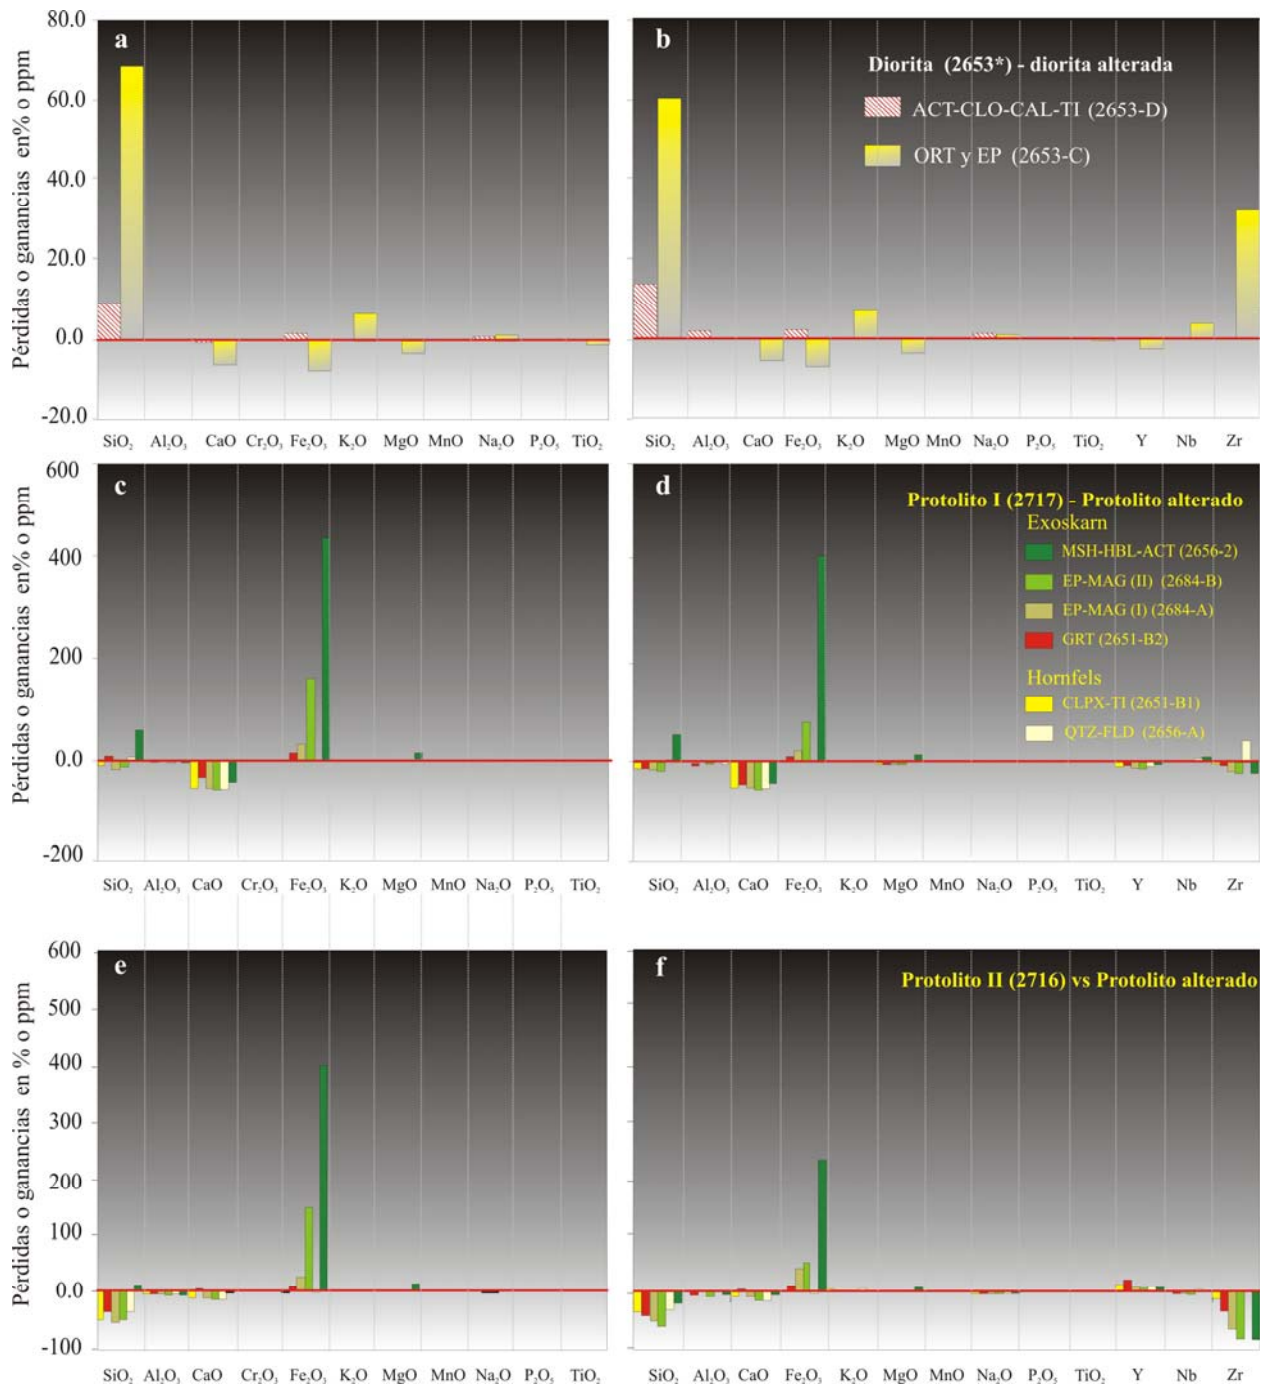 Pérdidas o ganancias en% o ppm
80.0
60.0
40.0
20.0
0.0
-20.0
a
SiO₂ Al₂O₃ CaO Cr₂O₃ Fe₂O₃ K₂O MgO MnO Na₂O P₂O₅ TiO₂
b
Diorita (2653*) - diorita alterada
ACT-CLO-CAL-TI (2653-D)
ORT y EP (2653-C)
SiO₂ Al₂O₃ CaO Fe₂O₃ K₂O MgO MnO Na₂O P₂O₅ TiO₂ Y Nb Zr
Pérdidas o ganancias en% o ppm
600
400
200
0.0
-200
c
SiO₂ Al₂O₃ CaO Cr₂O₃ Fe₂O₃ K₂O MgO MnO Na₂O P₂O₅ TiO₂
d
Protolito I (2717) - Protolito alterado
Exoskarn
MSH-HBL-ACT (2656-2)
EP-MAG (II) (2684-B)
EP-MAG (I) (2684-A)
GRT (2651-B2)
Hornfels
CLPX-TI (2651-B1)
QTZ-FLD (2656-A)
SiO₂ Al₂O₃ CaO Fe₂O₃ K₂O MgO MnO Na₂O P₂O₅ TiO₂ Y Nb Zr
Pérdidas o ganancias en % o ppm
600
500
400
300
200
100
0.0
-100
e
SiO₂ Al₂O₃ CaO Cr₂O₃ Fe₂O₃ K₂O MgO MnO Na₂O P₂O₅ TiO₂
f
Protolito II (2716) vs Protolito alterado
SiO₂ Al₂O₃ CaO Fe₂O₃ K₂O MgO MnO Na₂O P₂O₅ TiO₂ Y Nb Zr